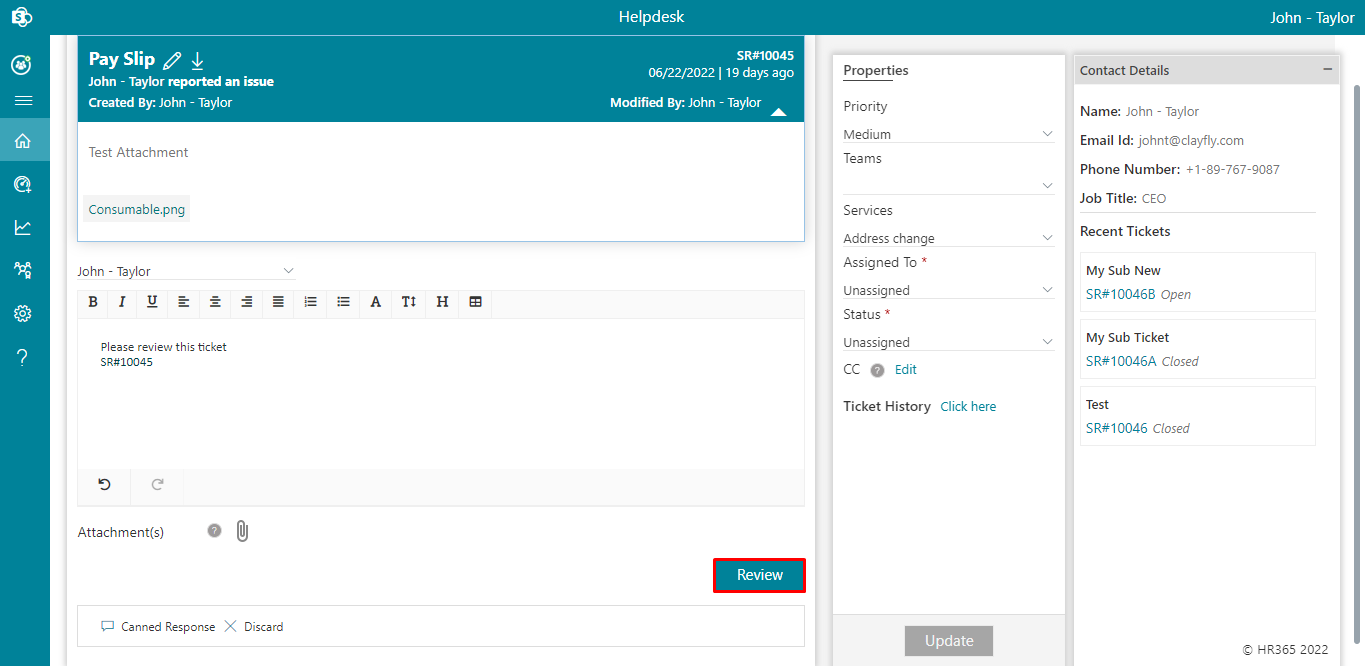 Helpdesk
John - Taylor
Pay Slip
SR#10045
John - Taylor reported an issue
06/22/2022 | 19 days ago
Created By: John - Taylor
Modified By: John - Taylor
Test Attachment
Consumable.png
John - Taylor
B I U A T H
Please review this ticket
SR#10045
Attachment(s) ?
Review
Canned Response Discard
Properties
Priority
Medium
Teams
Services
Address change
Assigned To *
Unassigned
Status *
Unassigned
CC ? Edit
Ticket History Click here
Update
Contact Details
Name: John - Taylor
Email Id: johnt@clayfly.com
Phone Number: +1-89-767-9087
Job Title: CEO
Recent Tickets
My Sub New
SR#10046B Open
My Sub Ticket
SR#10046A Closed
Test
SR#10046 Closed
© HR365 2022